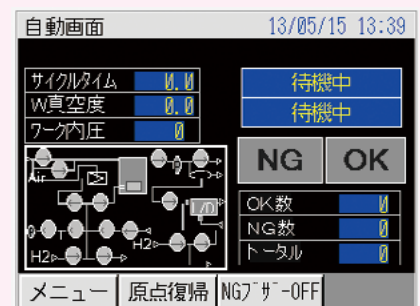 自動画面 13/05/15 13:39
サイクルタイム 0.0
W真空度 0.0
ワーク内圧 0
待機中
待機中
NG OK
Air
L/D
H2
H2
OK数 0
NG数 0
トータル 0
メニュー 原点復帰 NGブザーOFF